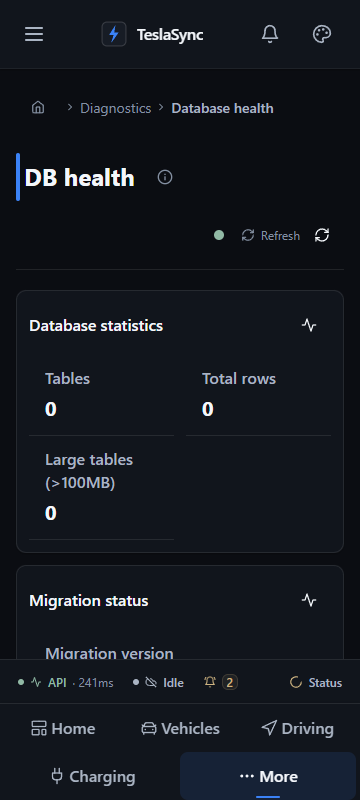 TeslaSync
Diagnostics
Database health
DB health
Refresh
Database statistics
Tables
0
Total rows
0
Large tables
(>100MB)
0
Migration status
Migration version
API · 241ms
Idle
2
Status
Home
Vehicles
Driving
Charging
More